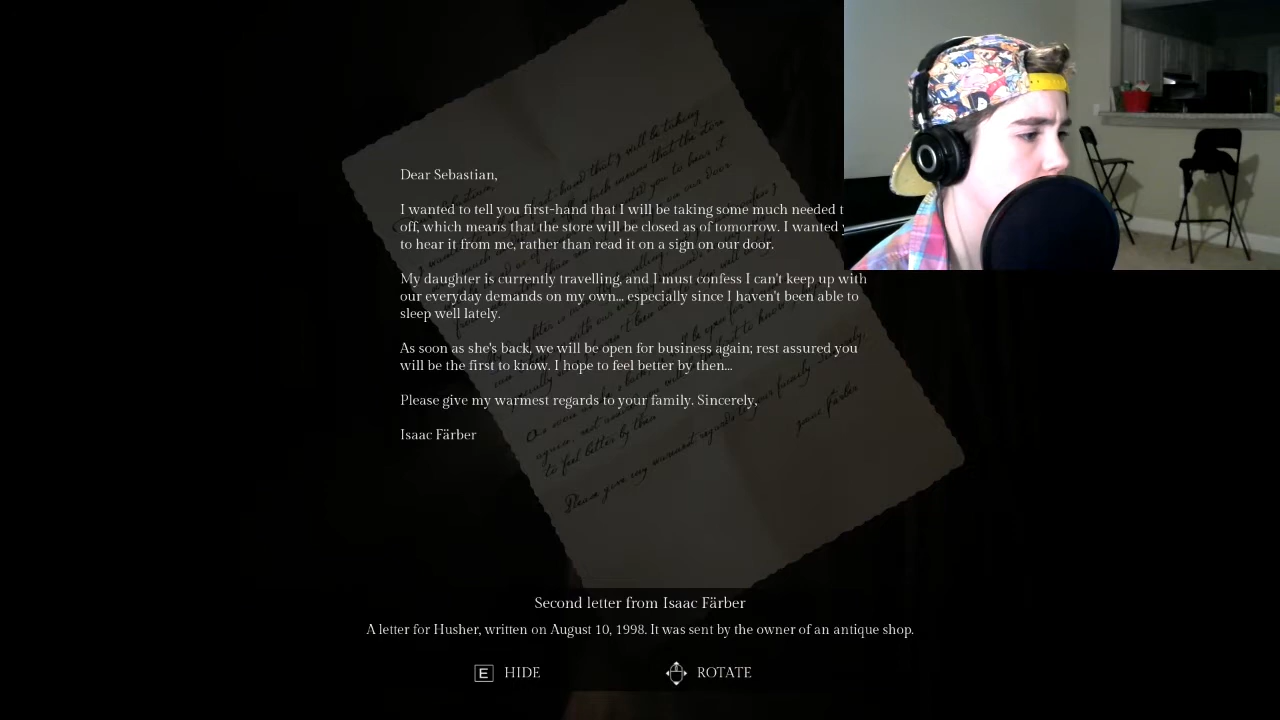 Dear Sebastian,
I wanted to tell you first-hand that I will be taking some much needed t
off, which means that the store will be closed as of tomorrow. I wanted y
to hear it from me, rather than read it on a sign on our door.
My daughter is currently travelling, and I must confess I can't keep up with
our everyday demands on my own... especially since I haven't been able to
sleep well lately.
As soon as she's back, we will be open for business again; rest assured you
will be the first to know. I hope to feel better by then...
Please give my warmest regards to your family. Sincerely,
Isaac Färber
Second letter from Isaac Färber
A letter for Husher, written on August 10, 1998. It was sent by the owner of an antique shop.
E HIDE
ROTATE